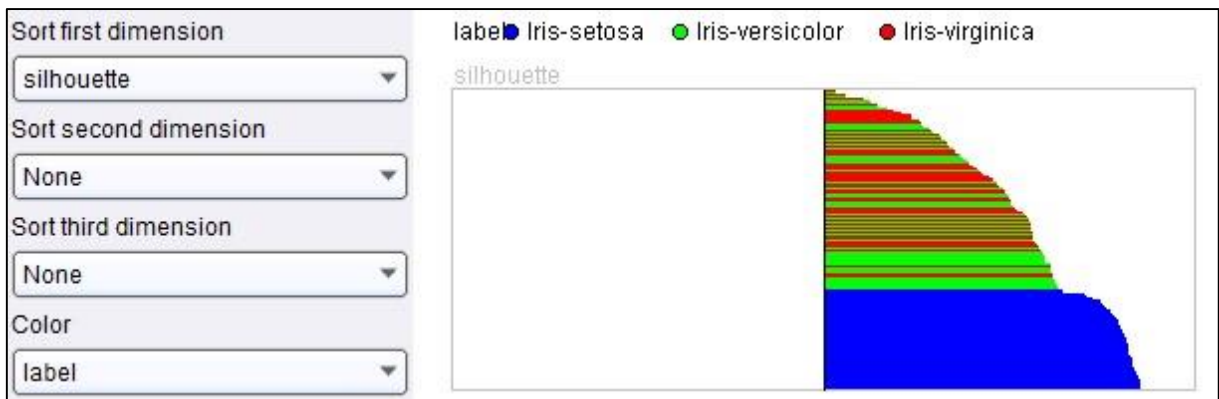 Sort first dimension
silhouette
Sort second dimension
None
Sort third dimension
None
Color
label
label Iris-setosa Iris-versicolor Iris-virginica
silhouette